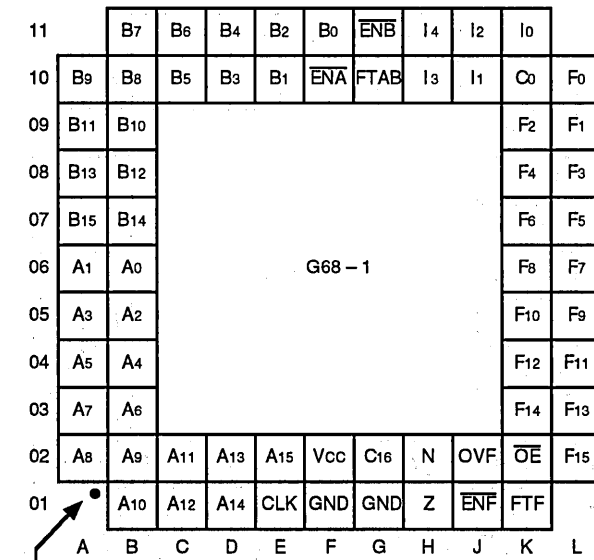 11 B7 B6 B4 B2 B0 ENB I4 I2 I0
10 B9 B8 B5 B3 B1 ENA FTAB I3 I1 C0 F0
09 B11 B10 F2 F1
08 B13 B12 F4 F3
07 B15 B14 F6 F5
06 A1 A0 G68 – 1 F8 F7
05 A3 A2 F10 F9
04 A5 A4 F12 F11
03 A7 A6 F14 F13
02 A8 A9 A11 A13 A15 VCC C16 N OVF OE F15
01 A10 A12 A14 CLK GND GND Z ENF FTF
A B C D E F G H J K L